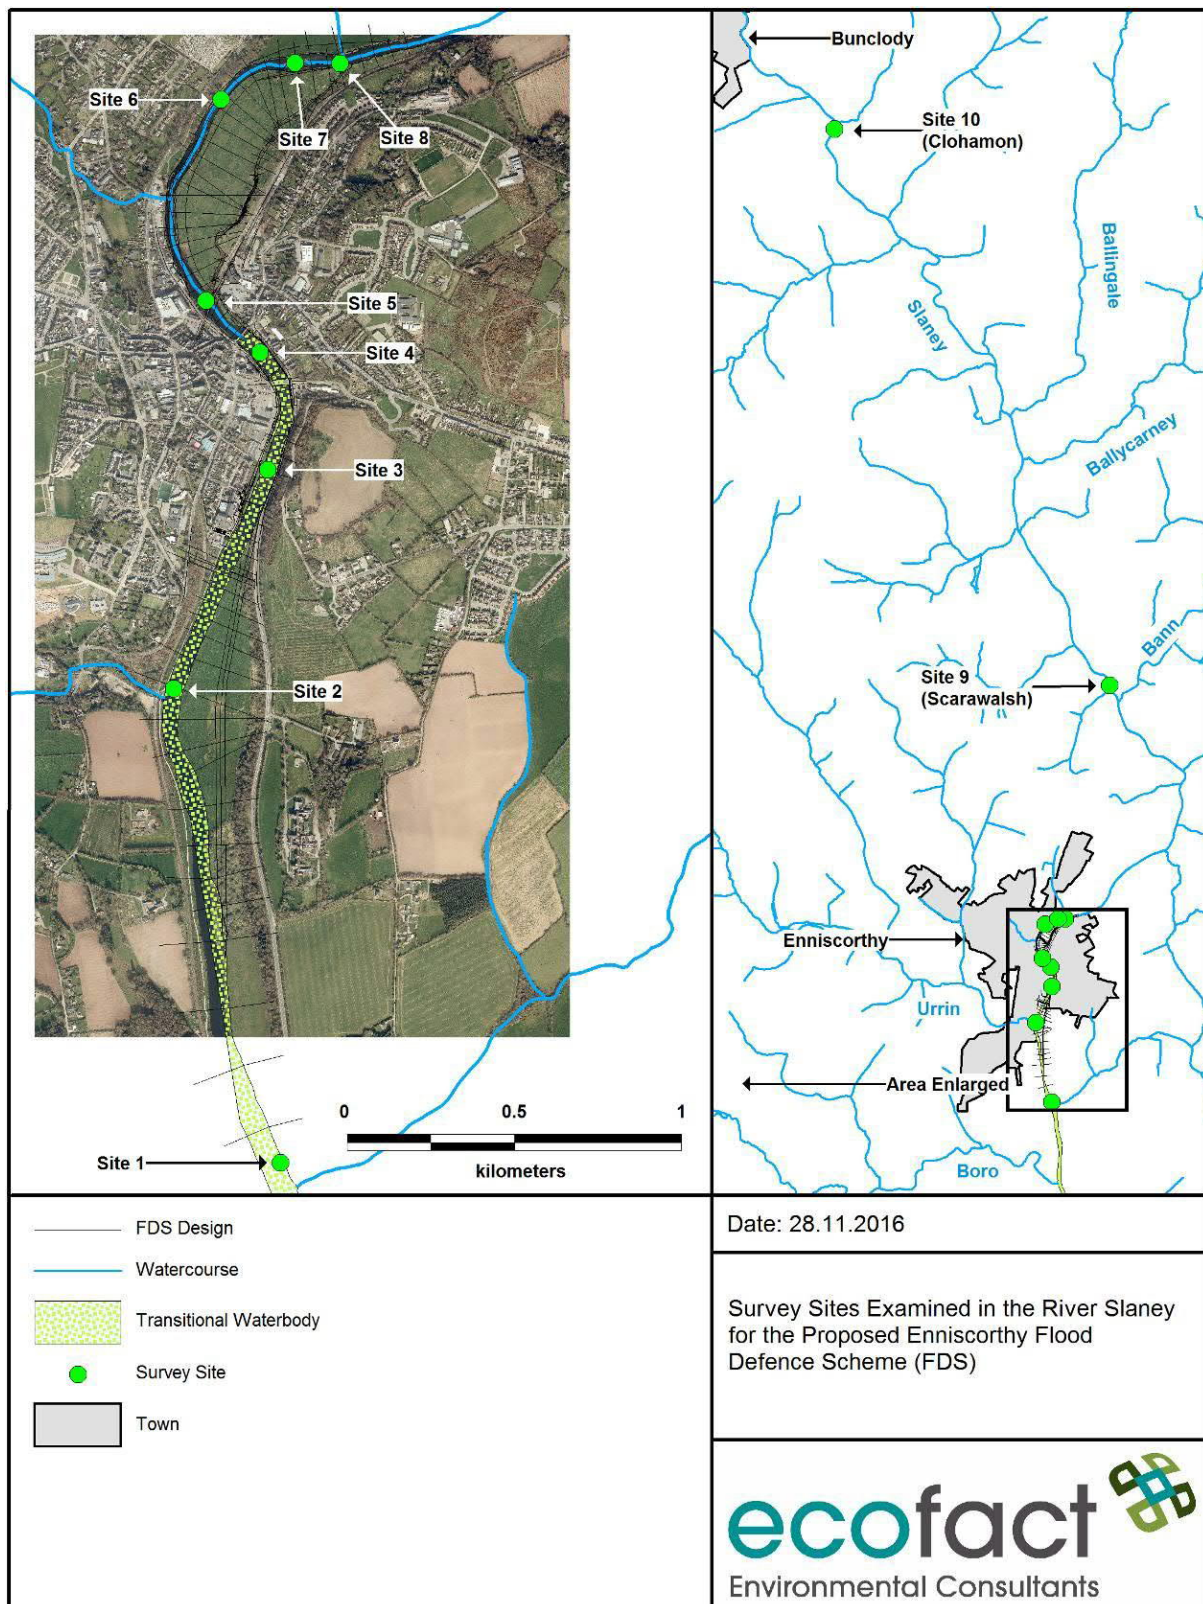 Site 6
Site 7
Site 8
Site 5
Site 4
Site 3
Site 2
Site 1
0
0.5
1
kilometers
Bunclody
Site 10
(Clohamon)
Ballingale
Slaney
Ballycarney
Bann
Site 9
(Scarawalsh)
Enniscorthy
Urrin
Area Enlarged
Boro
FDS Design
Watercourse
Transitional Waterbody
Survey Site
Town
Date: 28.11.2016
Survey Sites Examined in the River Slaney
for the Proposed Enniscorthy Flood
Defence Scheme (FDS)
ecofact
Environmental Consultants